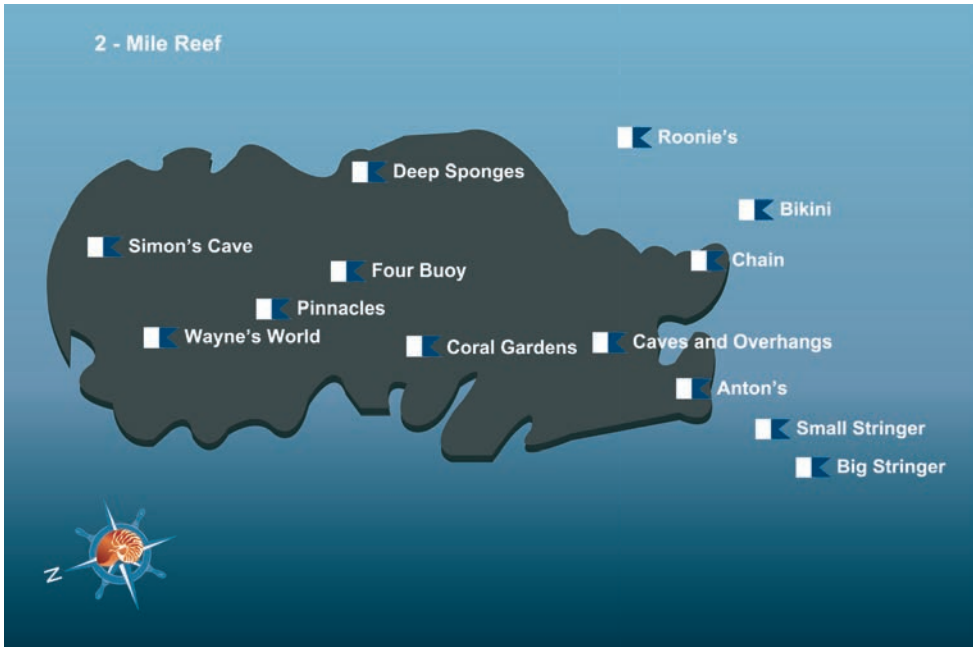 2 - Mile Reef
Roonie's
Deep Sponges
Bikini
Simon's Cave
Chain
Four Buoy
Pinnacles
Wayne's World
Coral Gardens
Caves and Overhangs
Anton's
Small Stringer
Big Stringer
N